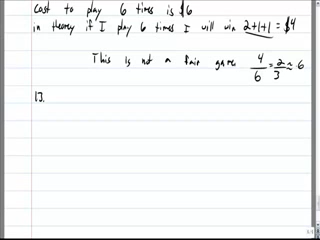 cost to play 6 times is $6
in theory if I play 6 times I will win 2+1+1 = $4
This is not a fair game 4/6 = 2/3 ≈ 6
13.